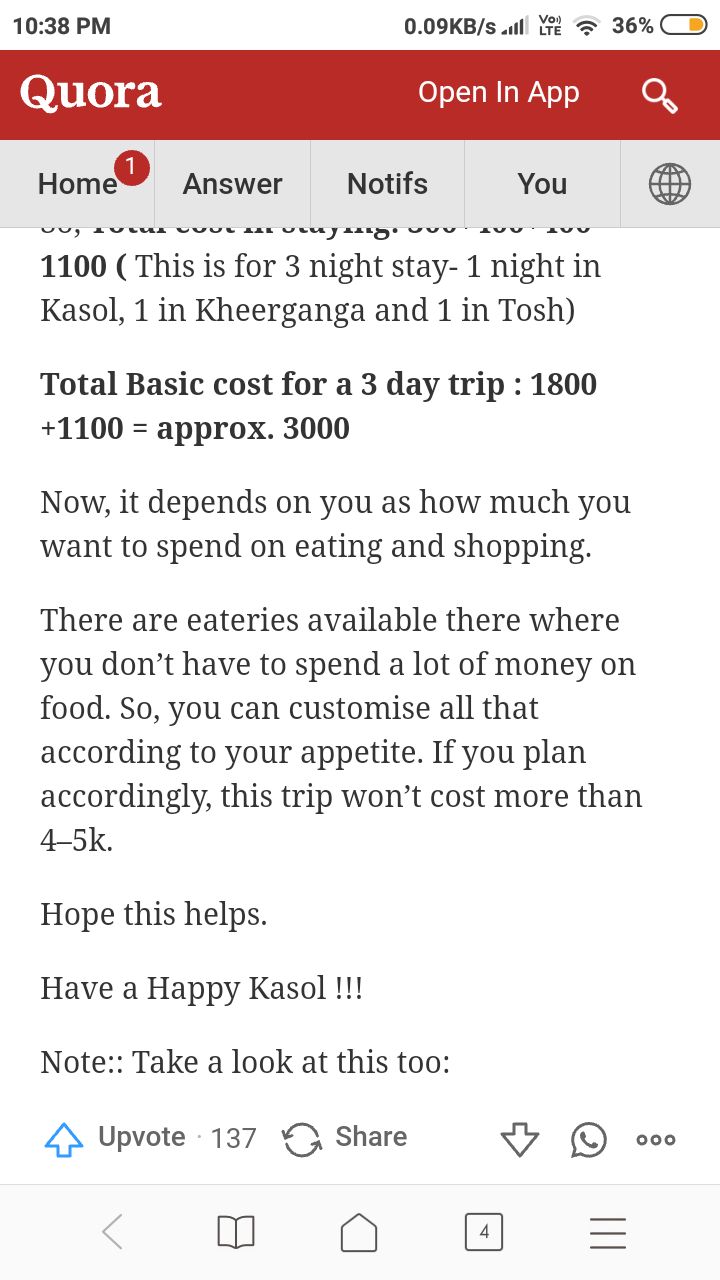 10:38 PM 0.09KB/s Vo)) LTE 36%
Quora Open In App
Home 1 Answer Notifs You
1100 ( This is for 3 night stay- 1 night in
Kasol, 1 in Kheerganga and 1 in Tosh)
Total Basic cost for a 3 day trip : 1800
+1100 = approx. 3000
Now, it depends on you as how much you
want to spend on eating and shopping.
There are eateries available there where
you don’t have to spend a lot of money on
food. So, you can customise all that
according to your appetite. If you plan
accordingly, this trip won’t cost more than
4–5k.
Hope this helps.
Have a Happy Kasol !!!
Note:: Take a look at this too:
Upvote · 137 Share
4